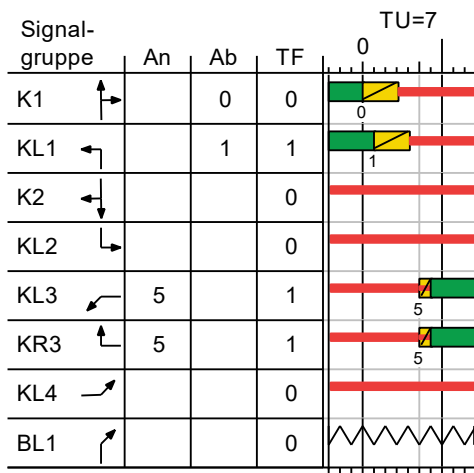 TU=7
Signal-
gruppe An Ab TF 0
K1 0 0 0
KL1 1 1 1
K2 0
KL2 0
KL3 5 1 5
KR3 5 1 5
KL4 0
BL1 0